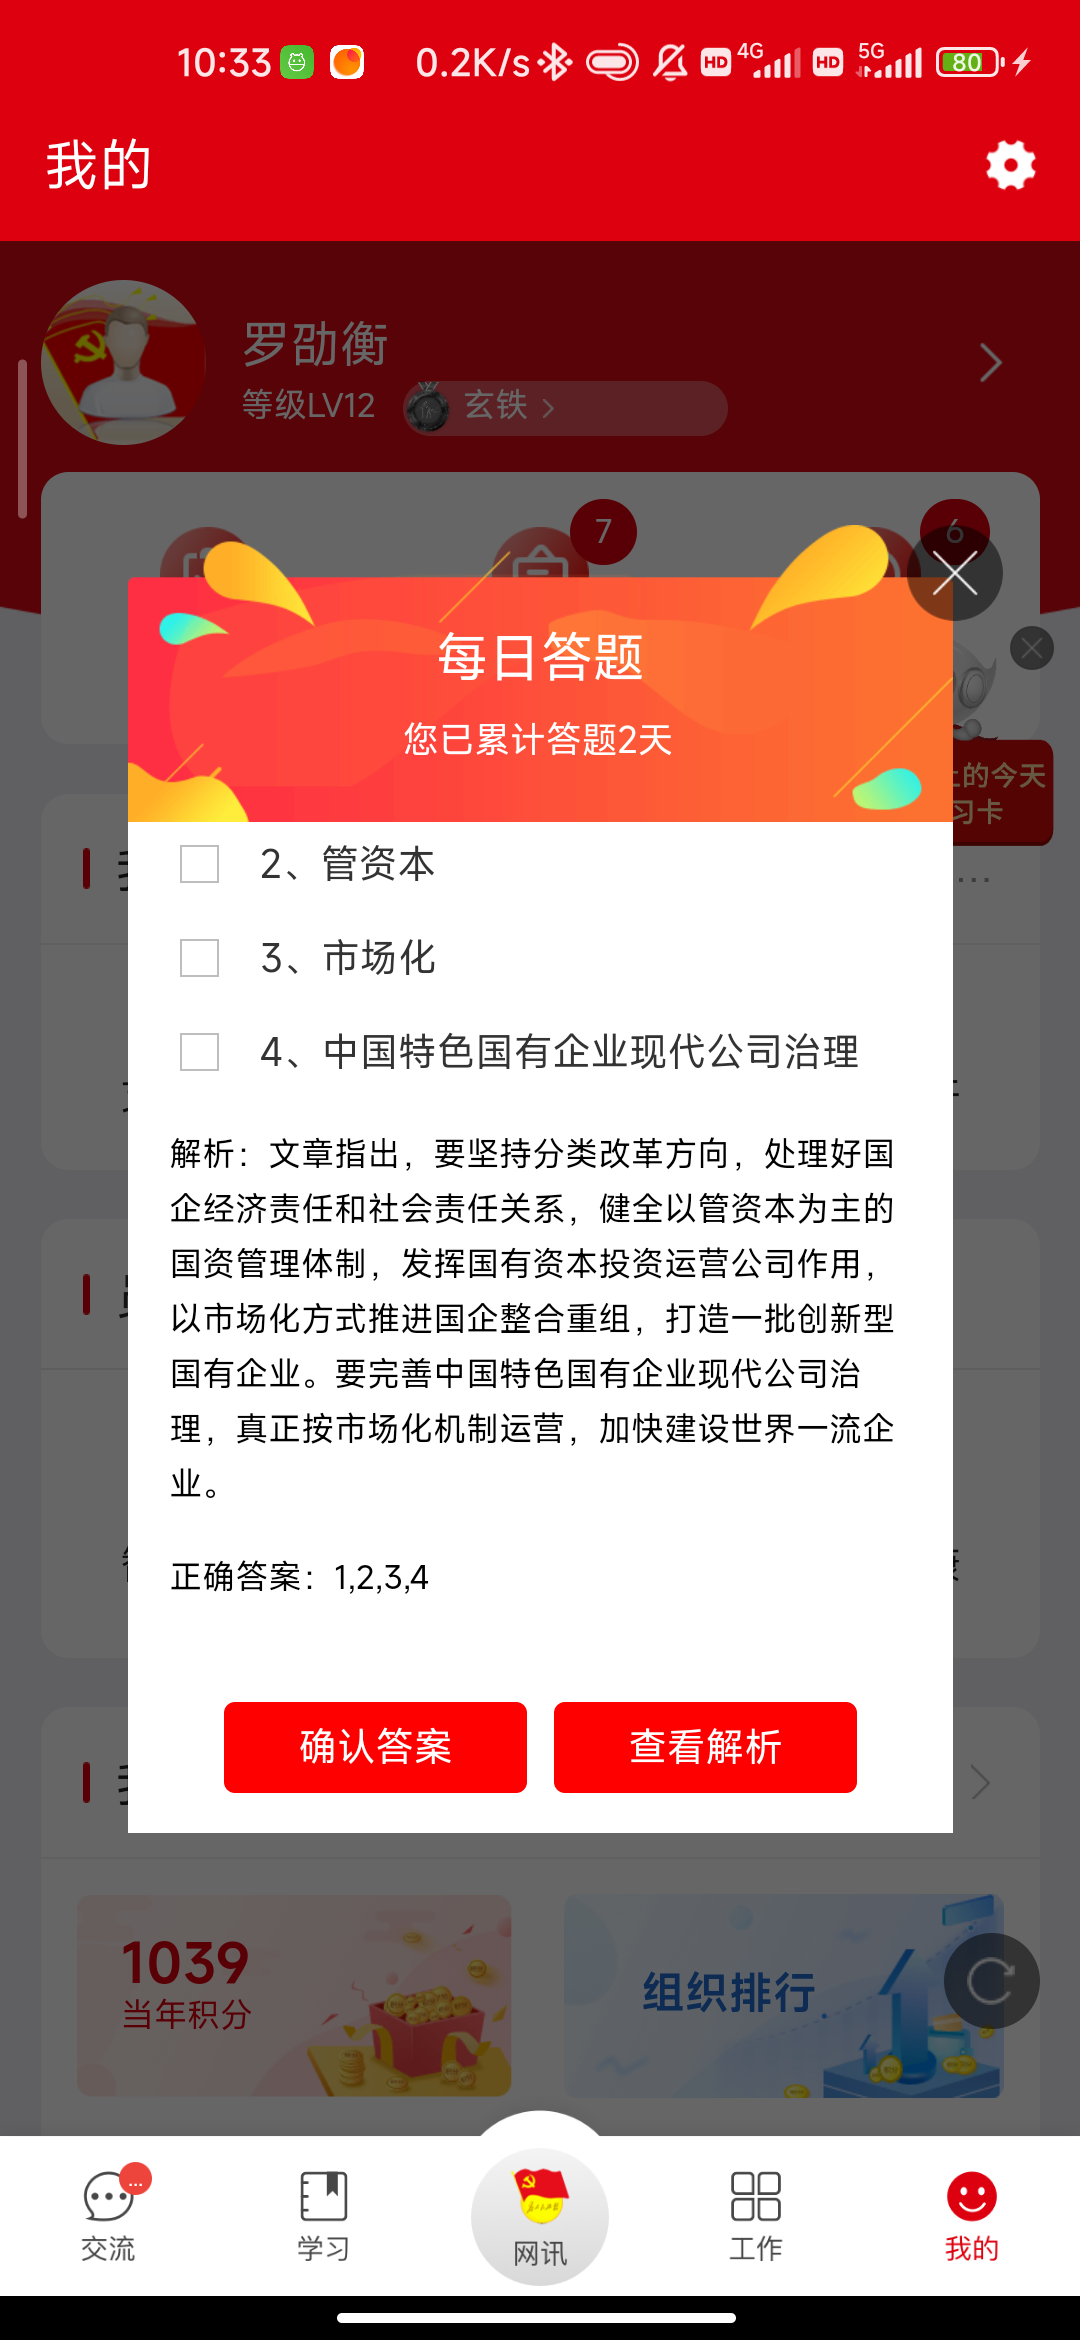 10:33
0.2K/s
HD 4G
HD 5G
80
我的
罗劭衡
等级LV12
玄铁
7
6
每日答题
您已累计答题2天
的今天
习卡
...
2、管资本
3、市场化
4、中国特色国有企业现代公司治理
解析：文章指出，要坚持分类改革方向，处理好国
企经济责任和社会责任关系，健全以管资本为主的
国资管理体制，发挥国有资本投资运营公司作用，
以市场化方式推进国企整合重组，打造一批创新型
国有企业。要完善中国特色国有企业现代公司治
理，真正按市场化机制运营，加快建设世界一流企
业。
正确答案：1,2,3,4
确认答案
查看解析
1039
当年积分
组织排行
...
交流
学习
网讯
工作
我的